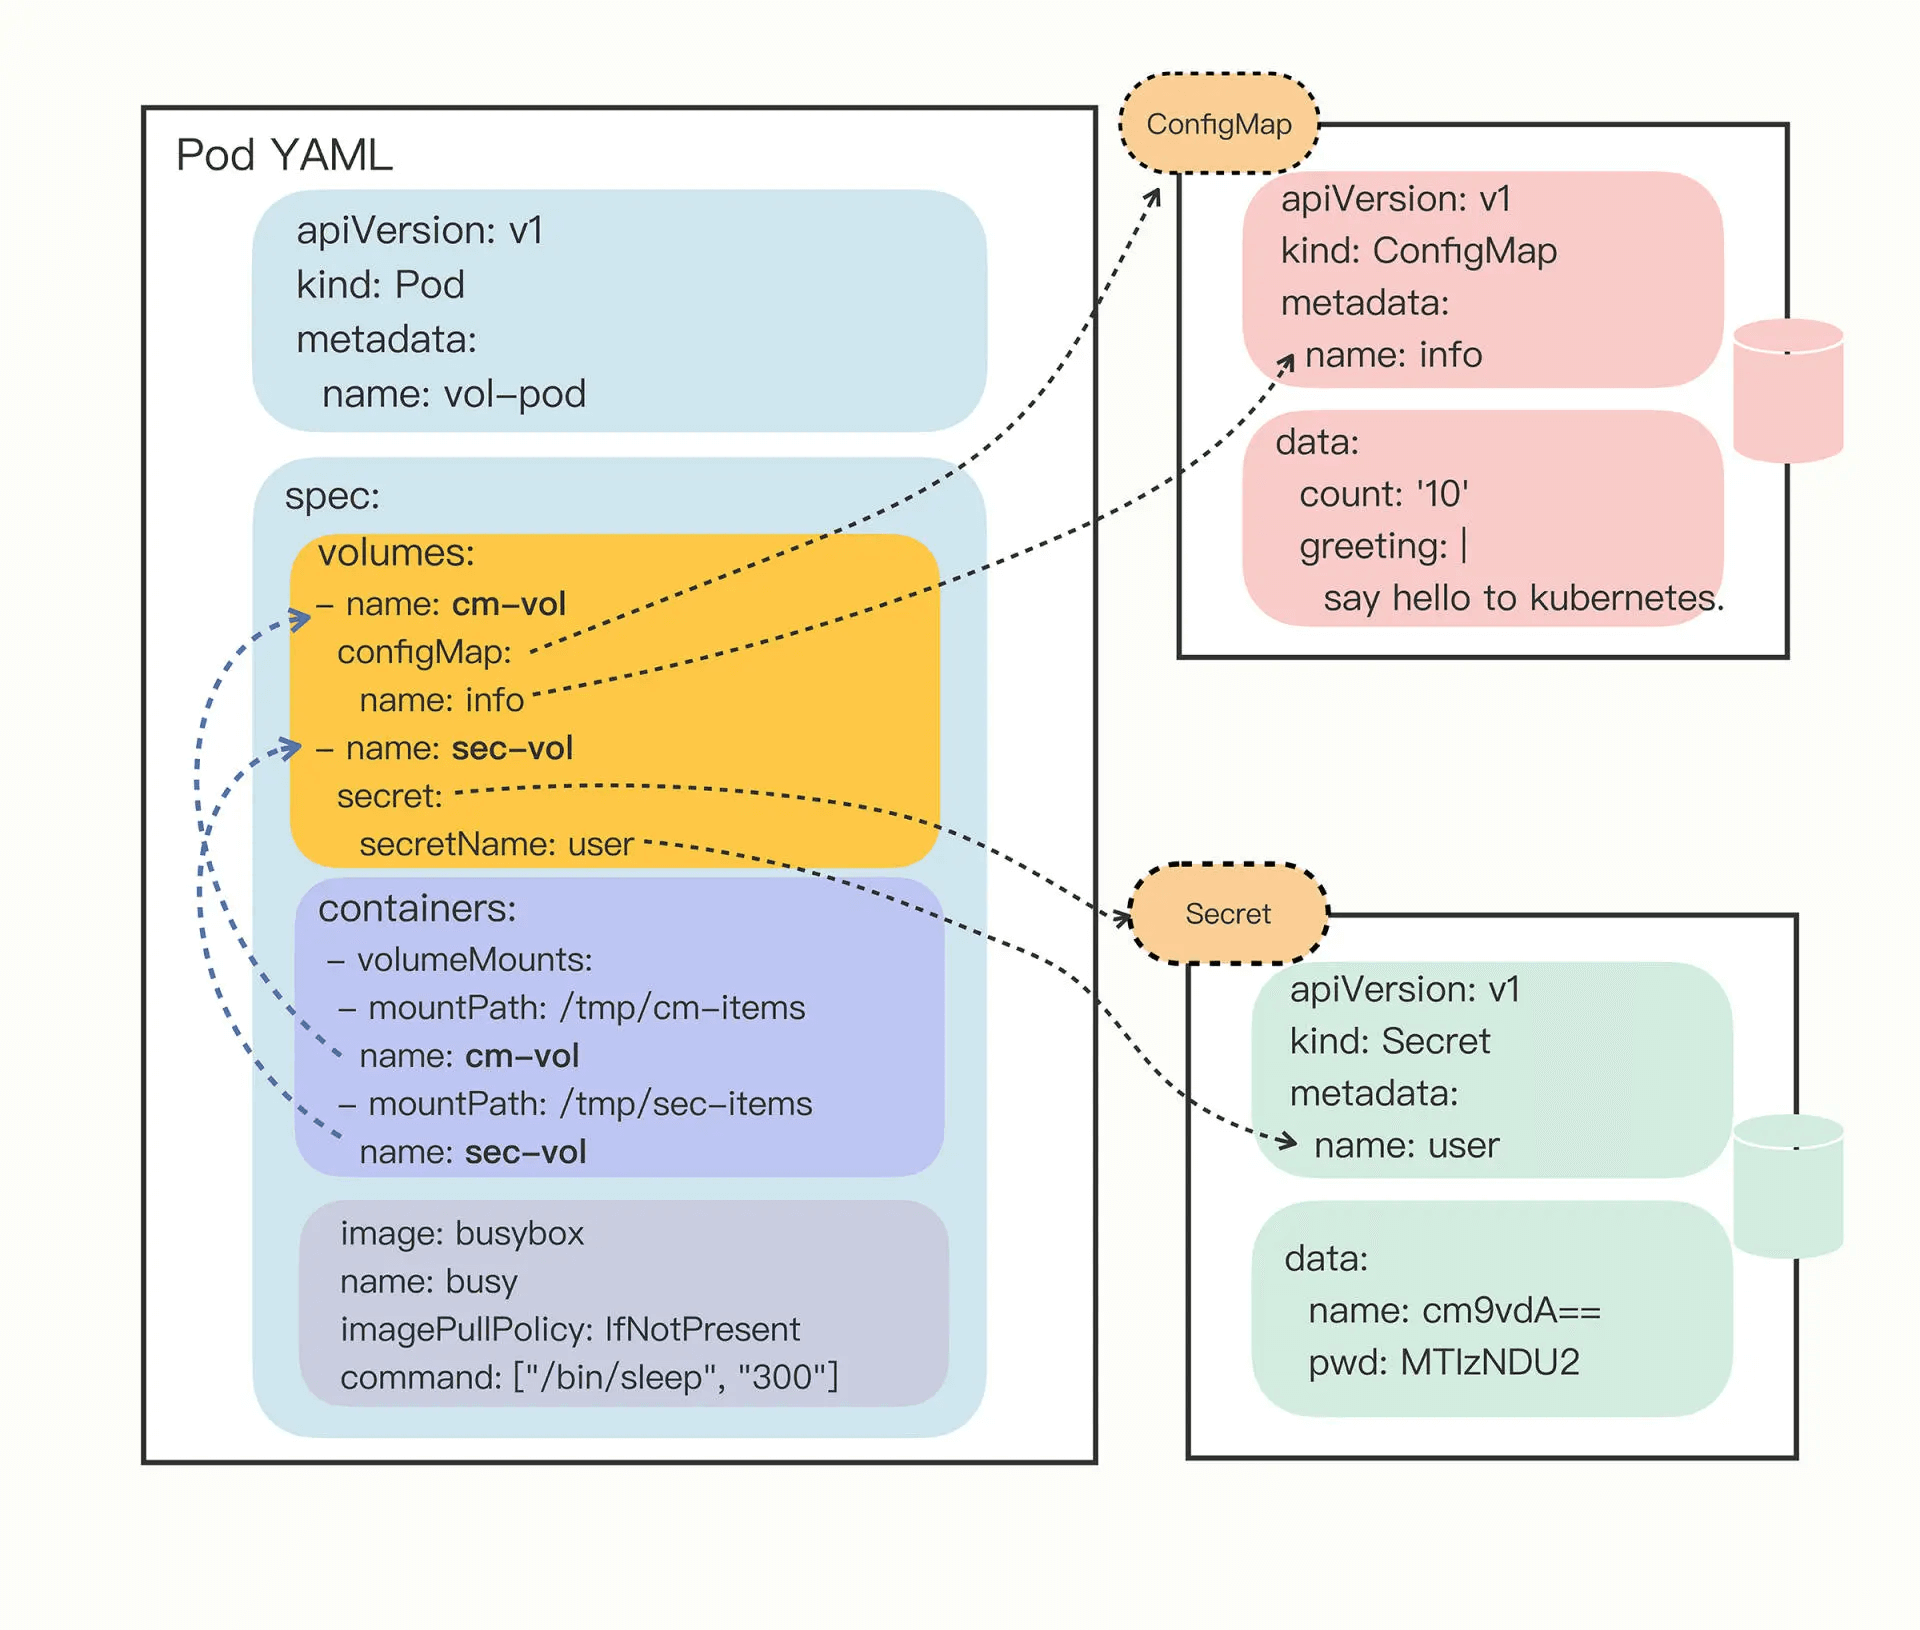 Pod YAML
apiVersion: v1
kind: Pod
metadata:
name: vol-pod
spec:
volumes:
- name: cm-vol
configMap:
name: info
- name: sec-vol
secret:
secretName: user
containers:
- volumeMounts:
- mountPath: /tmp/cm-items
name: cm-vol
- mountPath: /tmp/sec-items
name: sec-vol
image: busybox
name: busy
imagePullPolicy: IfNotPresent
command: ["/bin/sleep", "300"]
ConfigMap
apiVersion: v1
kind: ConfigMap
metadata:
name: info
data:
count: '10'
greeting: |
say hello to kubernetes.
Secret
apiVersion: v1
kind: Secret
metadata:
name: user
data:
name: cm9vdA==
pwd: MTIzNDU2